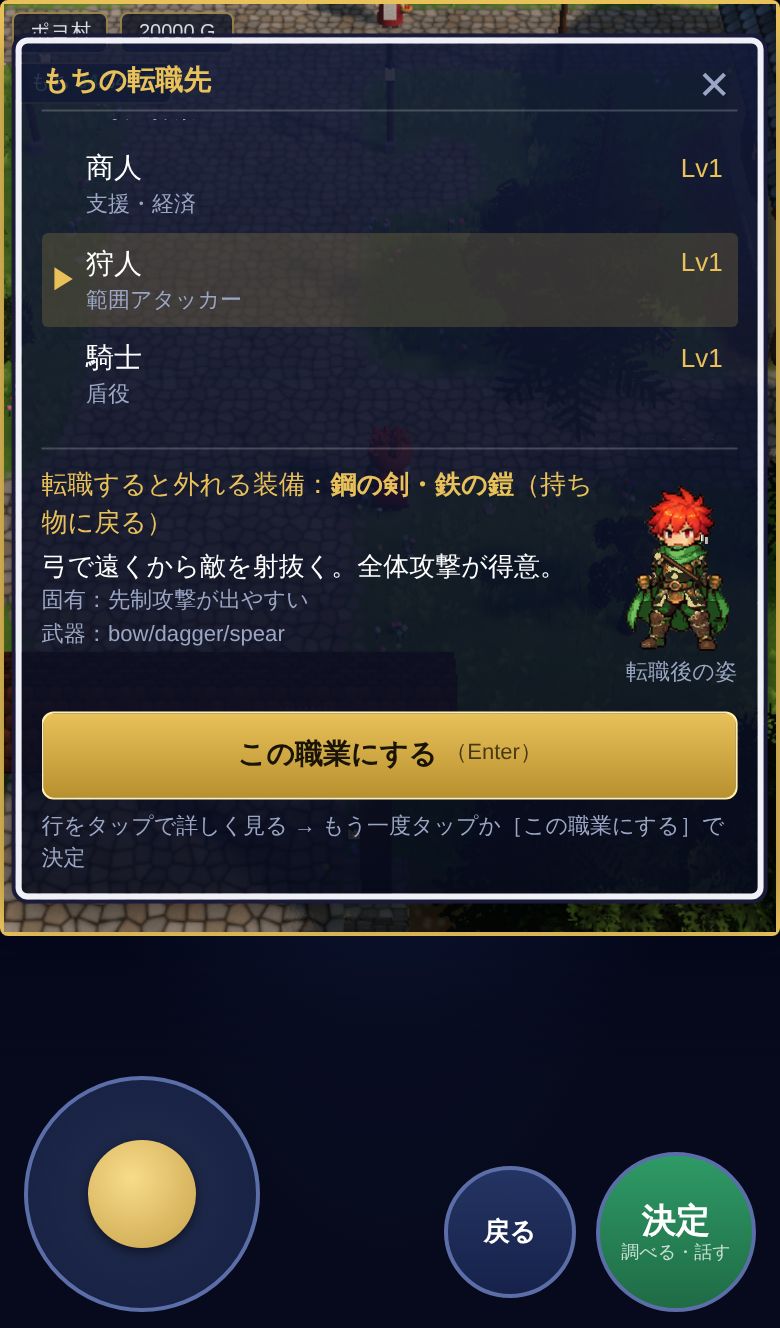 ポヨ村 20000 G
もちの転職先 ✕
商人 Lv1
支援・経済
▶ 狩人 Lv1
範囲アタッカー
騎士 Lv1
盾役
転職すると外れる装備：鋼の剣・鉄の鎧（持ち
物に戻る）
弓で遠くから敵を射抜く。全体攻撃が得意。
固有：先制攻撃が出やすい
武器：bow/dagger/spear
転職後の姿
この職業にする （Enter）
行をタップで詳しく見る → もう一度タップか［この職業にする］で
決定
戻る
決定
調べる・話す